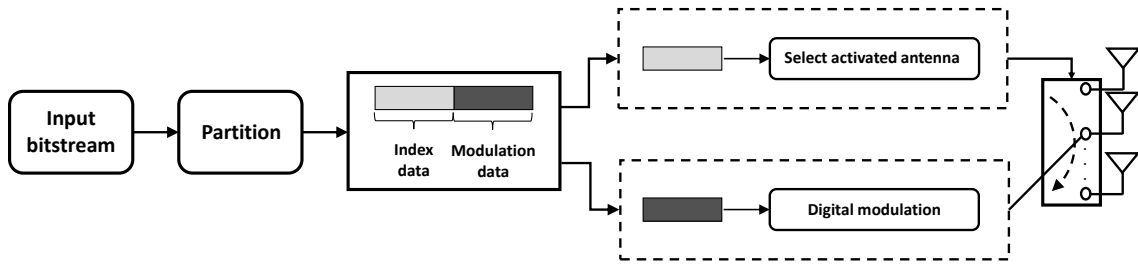 Input
bitstream
Partition
Index
data
Modulation
data
Select activated antenna
Digital modulation